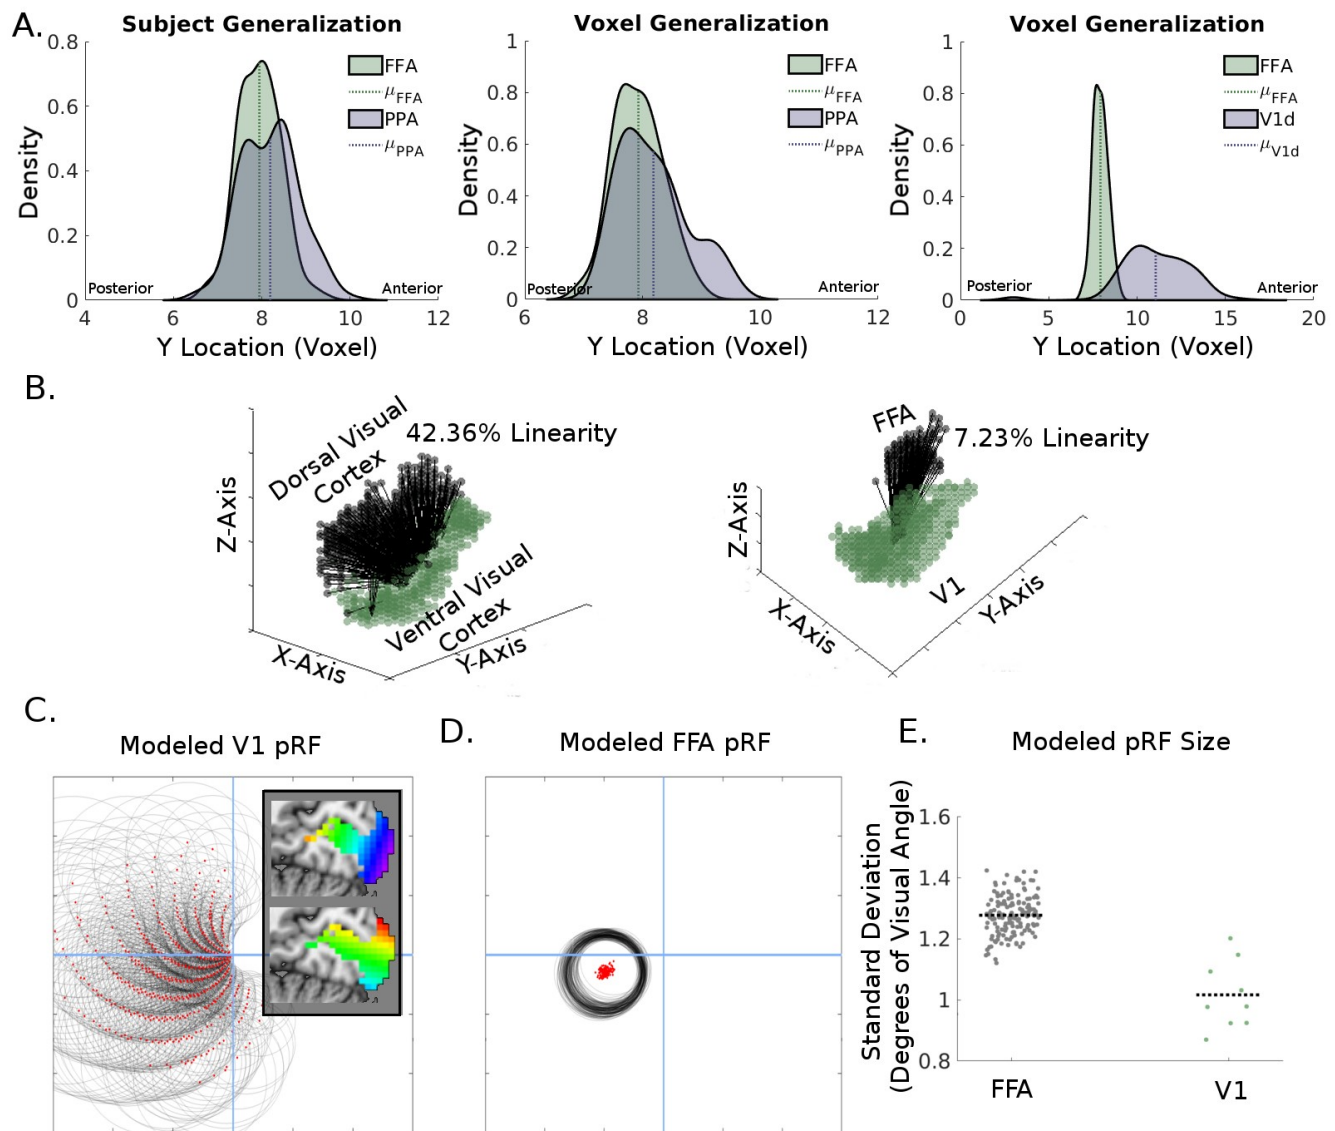 A.
Subject Generalization
0.8
0.6
0.4
0.2
0
4
6
8
10
12
Density
Y Location (Voxel)
Posterior
Anterior
FFA
μFFA
PPA
μPPA
Voxel Generalization
1
0.8
0.6
0.4
0.2
0
6
8
10
12
Density
Y Location (Voxel)
Posterior
Anterior
FFA
μFFA
PPA
μPPA
Voxel Generalization
1
0.8
0.6
0.4
0.2
0
0
5
10
15
20
Density
Y Location (Voxel)
Posterior
Anterior
FFA
μFFA
V1d
μV1d
B.
Dorsal Visual
Cortex
42.36% Linearity
Z-Axis
Ventral Visual
Cortex
X-Axis
Y-Axis
FFA
7.23% Linearity
Z-Axis
V1
X-Axis
Y-Axis
C.
Modeled V1 pRF
D.
Modeled FFA pRF
E.
Modeled pRF Size
Standard Deviation
(Degrees of Visual Angle)
1.6
1.4
1.2
1
0.8
FFA
V1